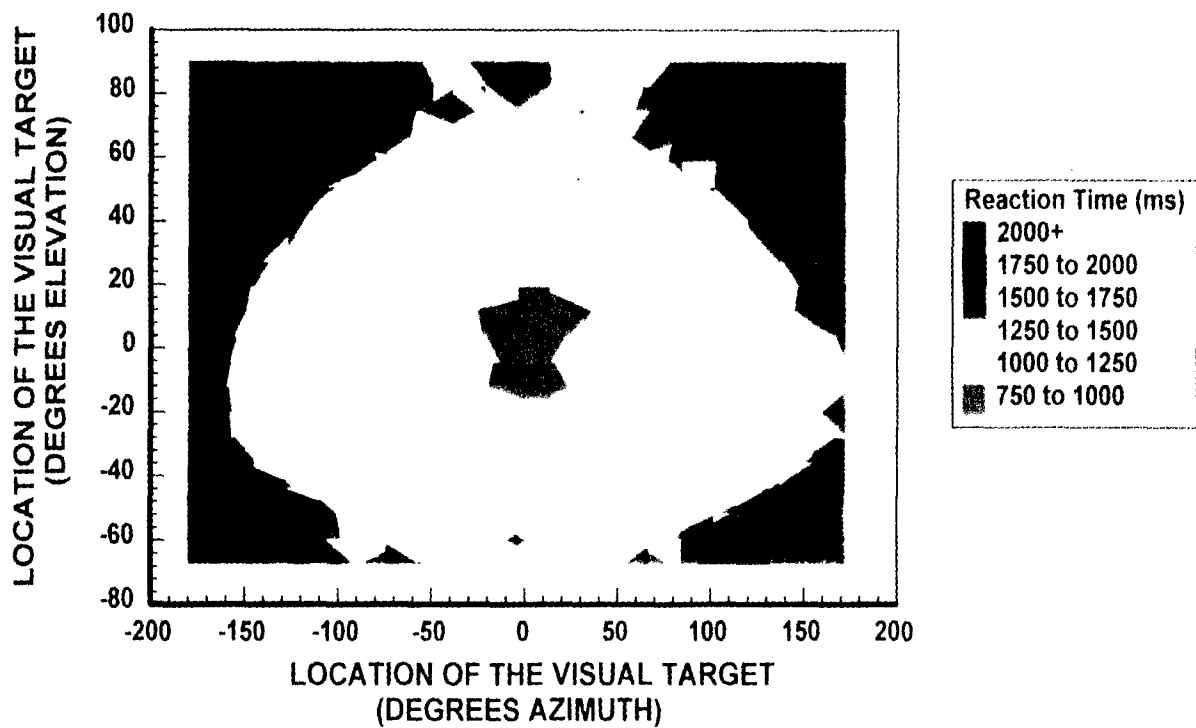 LOCATION OF THE VISUAL TARGET
(DEGREES ELEVATION)
100
80
60
40
20
0
-20
-40
-60
-80
-200 -150 -100 -50 0 50 100 150 200
LOCATION OF THE VISUAL TARGET
(DEGREES AZIMUTH)
Reaction Time (ms)
2000+
1750 to 2000
1500 to 1750
1250 to 1500
1000 to 1250
750 to 1000